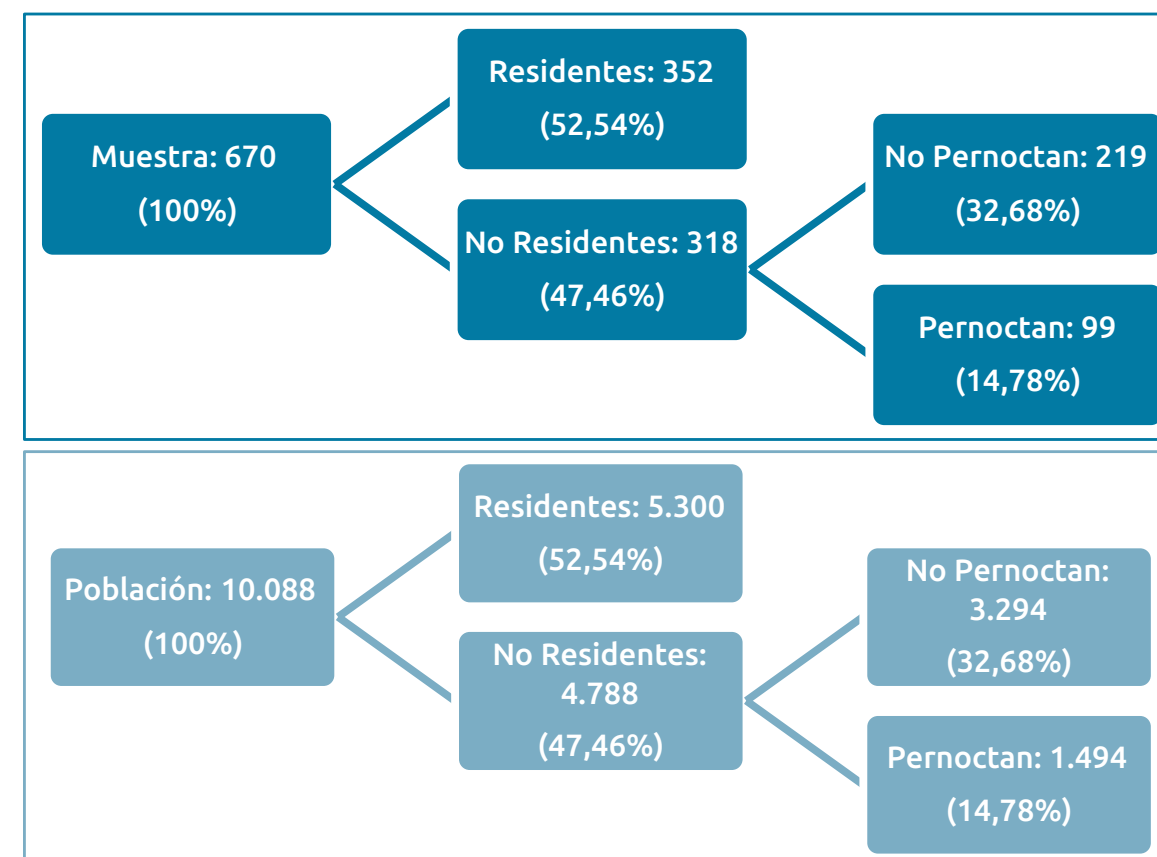 Muestra: 670
(100%)
Residentes: 352
(52,54%)
No Residentes: 318
(47,46%)
No Pernoctan: 219
(32,68%)
Pernoctan: 99
(14,78%)
Población: 10.088
(100%)
Residentes: 5.300
(52,54%)
No Residentes:
4.788
(47,46%)
No Pernoctan:
3.294
(32,68%)
Pernoctan: 1.494
(14,78%)